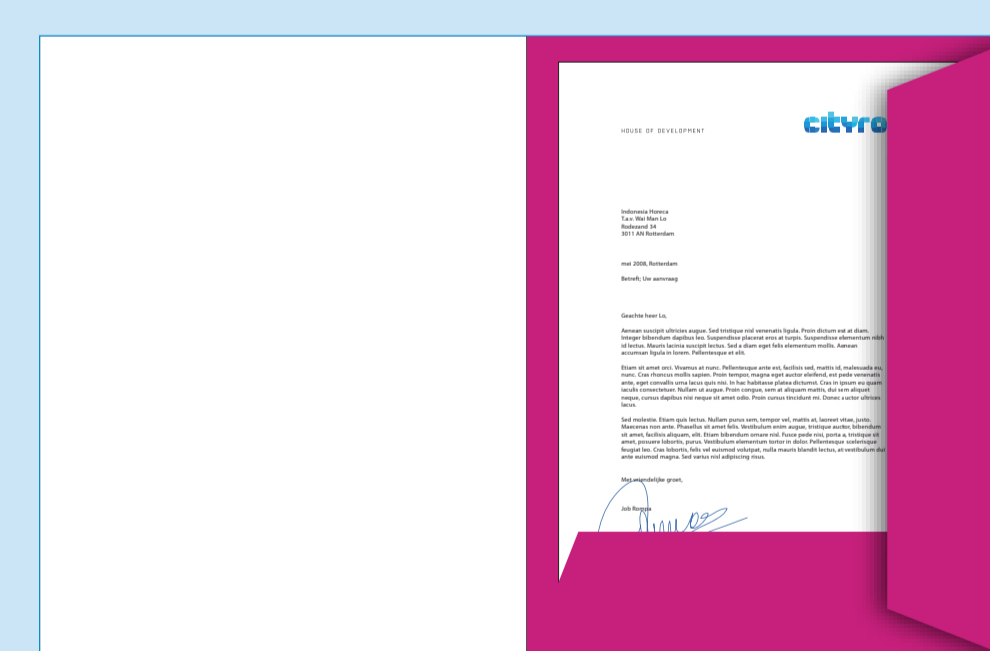 HOUSE OF DEVELOPMENT
cityro
Indonesia Horeca
T.a.v. Wai Man Lo
Rodezand 34
3011 AN Rotterdam
mei 2008, Rotterdam
Betreft; Uw aanvraag
Geachte heer Lo,
Aenean suscipit ultricies augue. Sed tristique nisl venenatis ligula. Proin dictum est at diam.
Integer bibendum dapibus leo. Suspendisse placerat eros at turpis. Suspendisse elementum nibh
id lectus. Mauris lacinia suscipit lectus. Sed a diam eget felis elementum mollis. Aenean
accumsan ligula in lorem. Pellentesque et elit.
Etiam sit amet orci. Vivamus at nunc. Pellentesque ante est, facilisis sed, mattis id, malesuada eu,
nunc. Cras rhoncus mollis sapien. Proin tempor, magna eget auctor eleifend, est pede venenatis
ante, eget convallis urna lacus quis nisi. In hac habitasse platea dictumst. Cras in ipsum eu quam
iaculis consectetuer. Nullam ut augue. Proin congue, sem at aliquam mattis, dui sem aliquet
neque, cursus dapibus nisi neque sit amet odio. Proin cursus tincidunt mi. Donec auctor ultrices
lacus.
Sed molestie. Etiam quis lectus. Nullam purus sem, tempor vel, mattis at, laoreet vitae, justo.
Maecenas non ante. Phasellus sit amet felis. Vestibulum enim augue, tristique auctor, bibendum
sit amet, facilisis aliquam, elit. Etiam bibendum ornare nisl. Fusce pede nisi, porta a, tristique sit
amet, posuere lobortis, purus. Vestibulum elementum tortor in dolor. Pellentesque scelerisque
feugiat leo. Cras lobortis, felis vel euismod volutpat, nulla mauris blandit lectus, at vestibulum dui
ante euismod magna. Sed varius nisl adipiscing risus.
Met vriendelijke groet,
Job Rompa